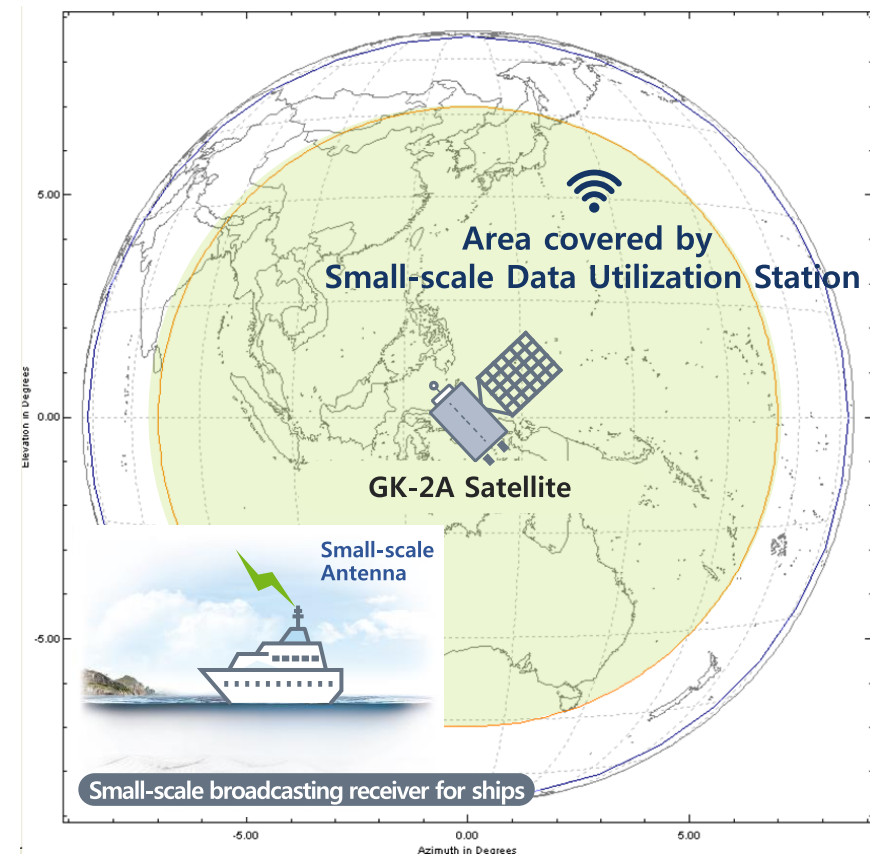 5.00
Area covered by
Small-scale Data Utilization Station
Elevation in Degrees
0.00
GK-2A Satellite
Small-scale
Antenna
-5.00
Small-scale broadcasting receiver for ships
-5.00
0.00
5.00
Azimuth in Degrees